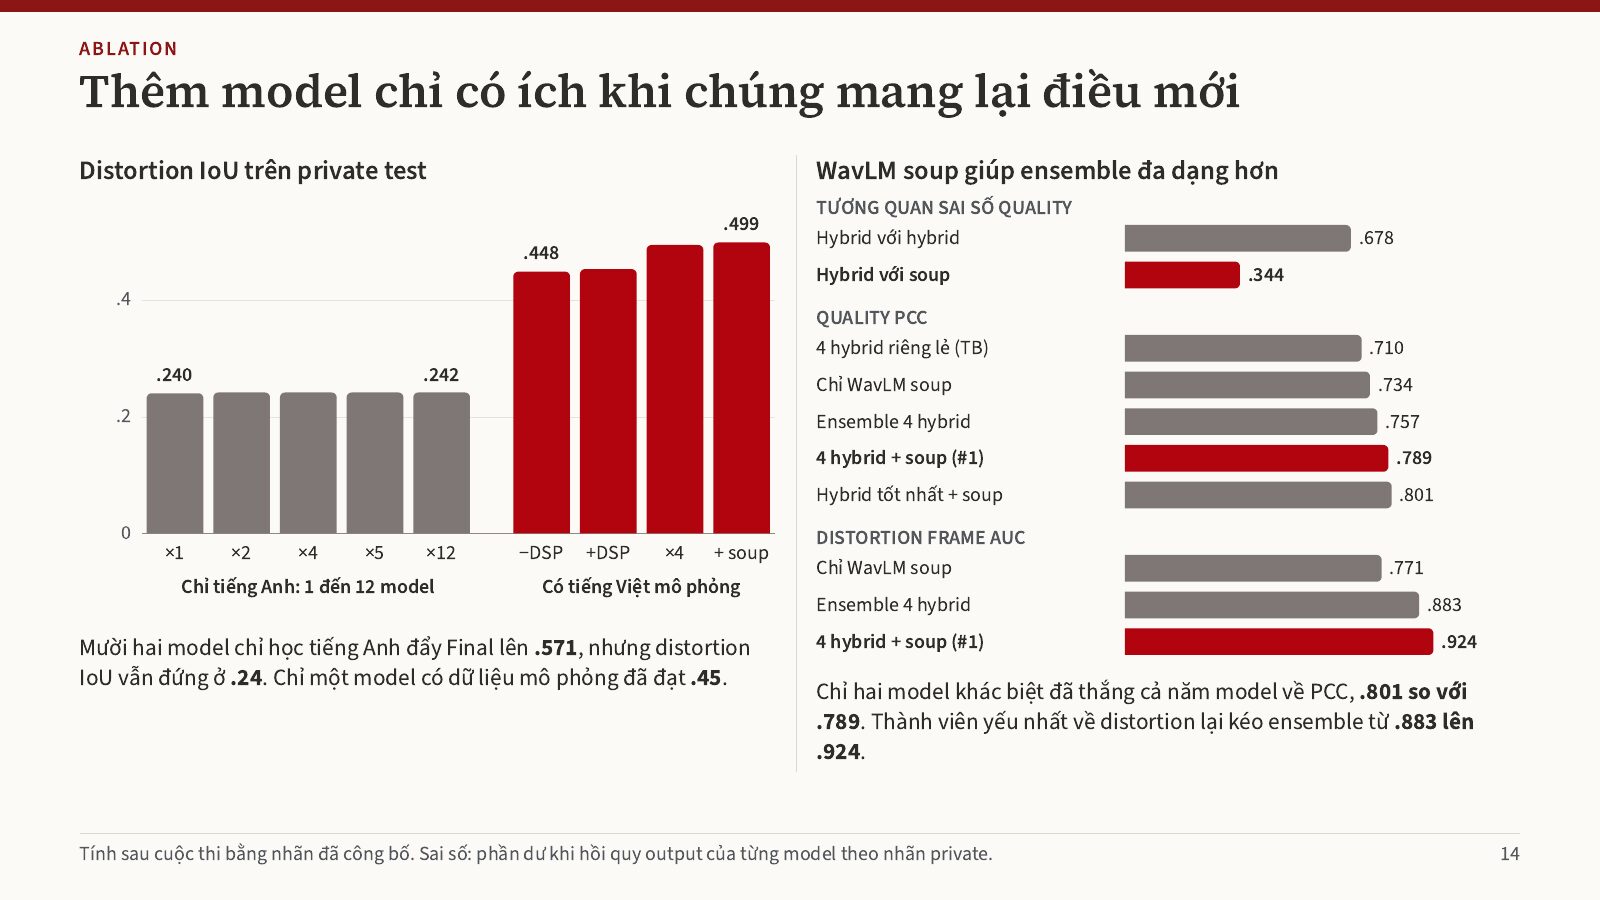 ABLATION
Thêm model chỉ có ích khi chúng mang lại điều mới
Distortion IoU trên private test
.448
.499
.4
.240
.242
.2
0
×1 ×2 ×4 ×5 ×12 −DSP +DSP ×4 + soup
Chỉ tiếng Anh: 1 đến 12 model
Có tiếng Việt mô phỏng
Mười hai model chỉ học tiếng Anh đẩy Final lên .571, nhưng distortion
IoU vẫn đứng ở .24. Chỉ một model có dữ liệu mô phỏng đã đạt .45.
WavLM soup giúp ensemble đa dạng hơn
TƯƠNG QUAN SAI SỐ QUALITY
Hybrid với hybrid .678
Hybrid với soup .344
QUALITY PCC
4 hybrid riêng lẻ (TB) .710
Chỉ WavLM soup .734
Ensemble 4 hybrid .757
4 hybrid + soup (#1) .789
Hybrid tốt nhất + soup .801
DISTORTION FRAME AUC
Chỉ WavLM soup .771
Ensemble 4 hybrid .883
4 hybrid + soup (#1) .924
Chỉ hai model khác biệt đã thắng cả năm model về PCC, .801 so với
.789. Thành viên yếu nhất về distortion lại kéo ensemble từ .883 lên
.924.
Tính sau cuộc thi bằng nhãn đã công bố. Sai số: phần dư khi hồi quy output của từng model theo nhãn private.
14